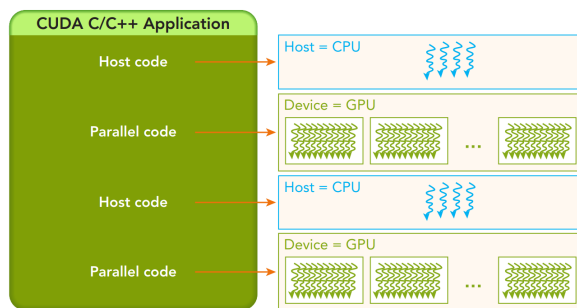 CUDA C/C++ Application
Host code
Host = CPU
Parallel code
Device = GPU
...
Host code
Host = CPU
Parallel code
Device = GPU
...